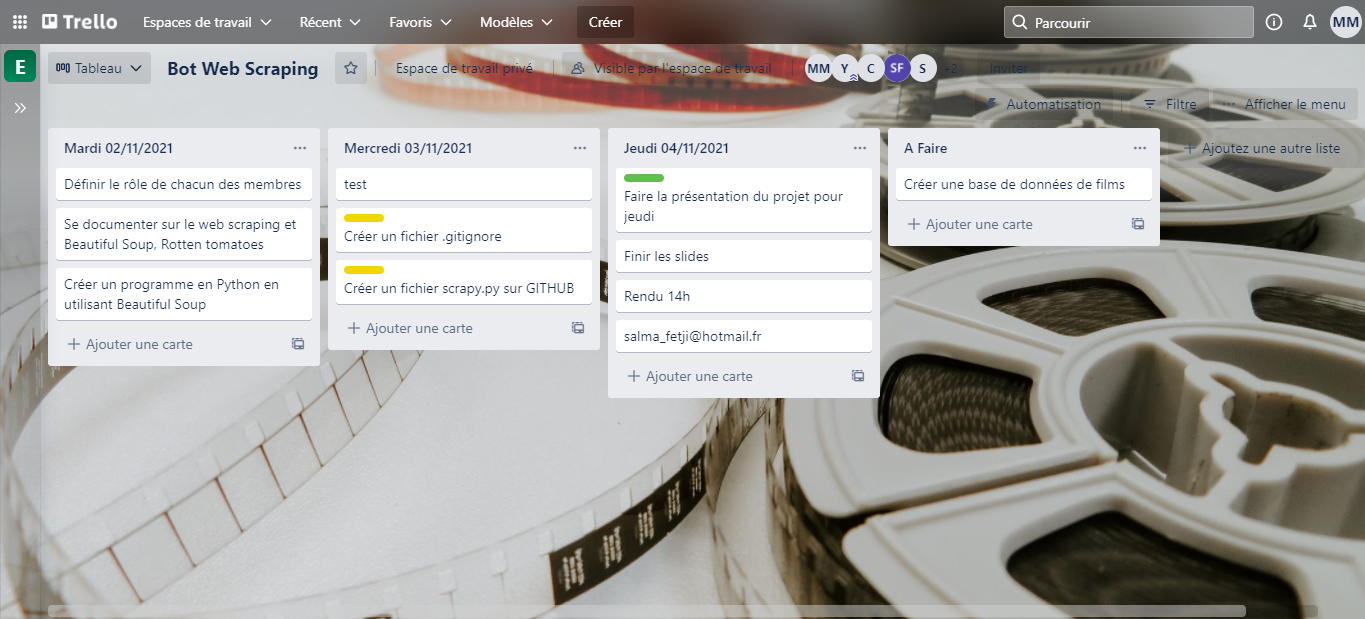 Trello Espaces de travail Récent Favoris Modèles Créer Parcourir MM
E Tableau Bot Web Scraping Espace de travail privé Visible par l'espace de travail MM Y C SF S +2 Inviter
Automatisation Filtre Afficher le menu
Mardi 02/11/2021
Définir le rôle de chacun des membres
Se documenter sur le web scraping et
Beautiful Soup, Rotten tomatoes
Créer un programme en Python en
utilisant Beautiful Soup
Ajouter une carte
Mercredi 03/11/2021
test
Créer un fichier .gitignore
Créer un fichier scrapy.py sur GITHUB
Ajouter une carte
Jeudi 04/11/2021
Faire la présentation du projet pour
jeudi
Finir les slides
Rendu 14h
salma_fetji@hotmail.fr
Ajouter une carte
A Faire
Créer une base de données de films
Ajouter une carte
Ajoutez une autre liste